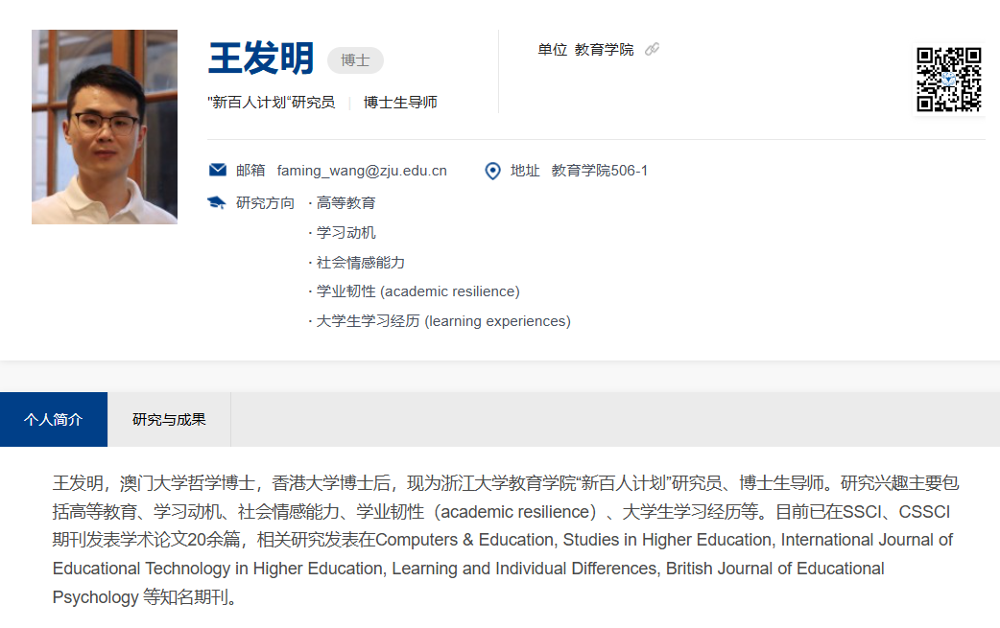 王发明 博士
"新百人计划“研究员 博士生导师
单位 教育学院
邮箱 faming_wang@zju.edu.cn 地址 教育学院506-1
研究方向 · 高等教育
· 学习动机
· 社会情感能力
· 学业韧性 (academic resilience)
· 大学生学习经历 (learning experiences)
个人简介 研究与成果
王发明，澳门大学哲学博士，香港大学博士后，现为浙江大学教育学院“新百人计划”研究员、博士生导师。研究兴趣主要包
括高等教育、学习动机、社会情感能力、学业韧性（academic resilience）、大学生学习经历等。目前已在SSCI、CSSCI
期刊发表学术论文20余篇，相关研究发表在Computers & Education, Studies in Higher Education, International Journal of
Educational Technology in Higher Education, Learning and Individual Differences, British Journal of Educational
Psychology 等知名期刊。